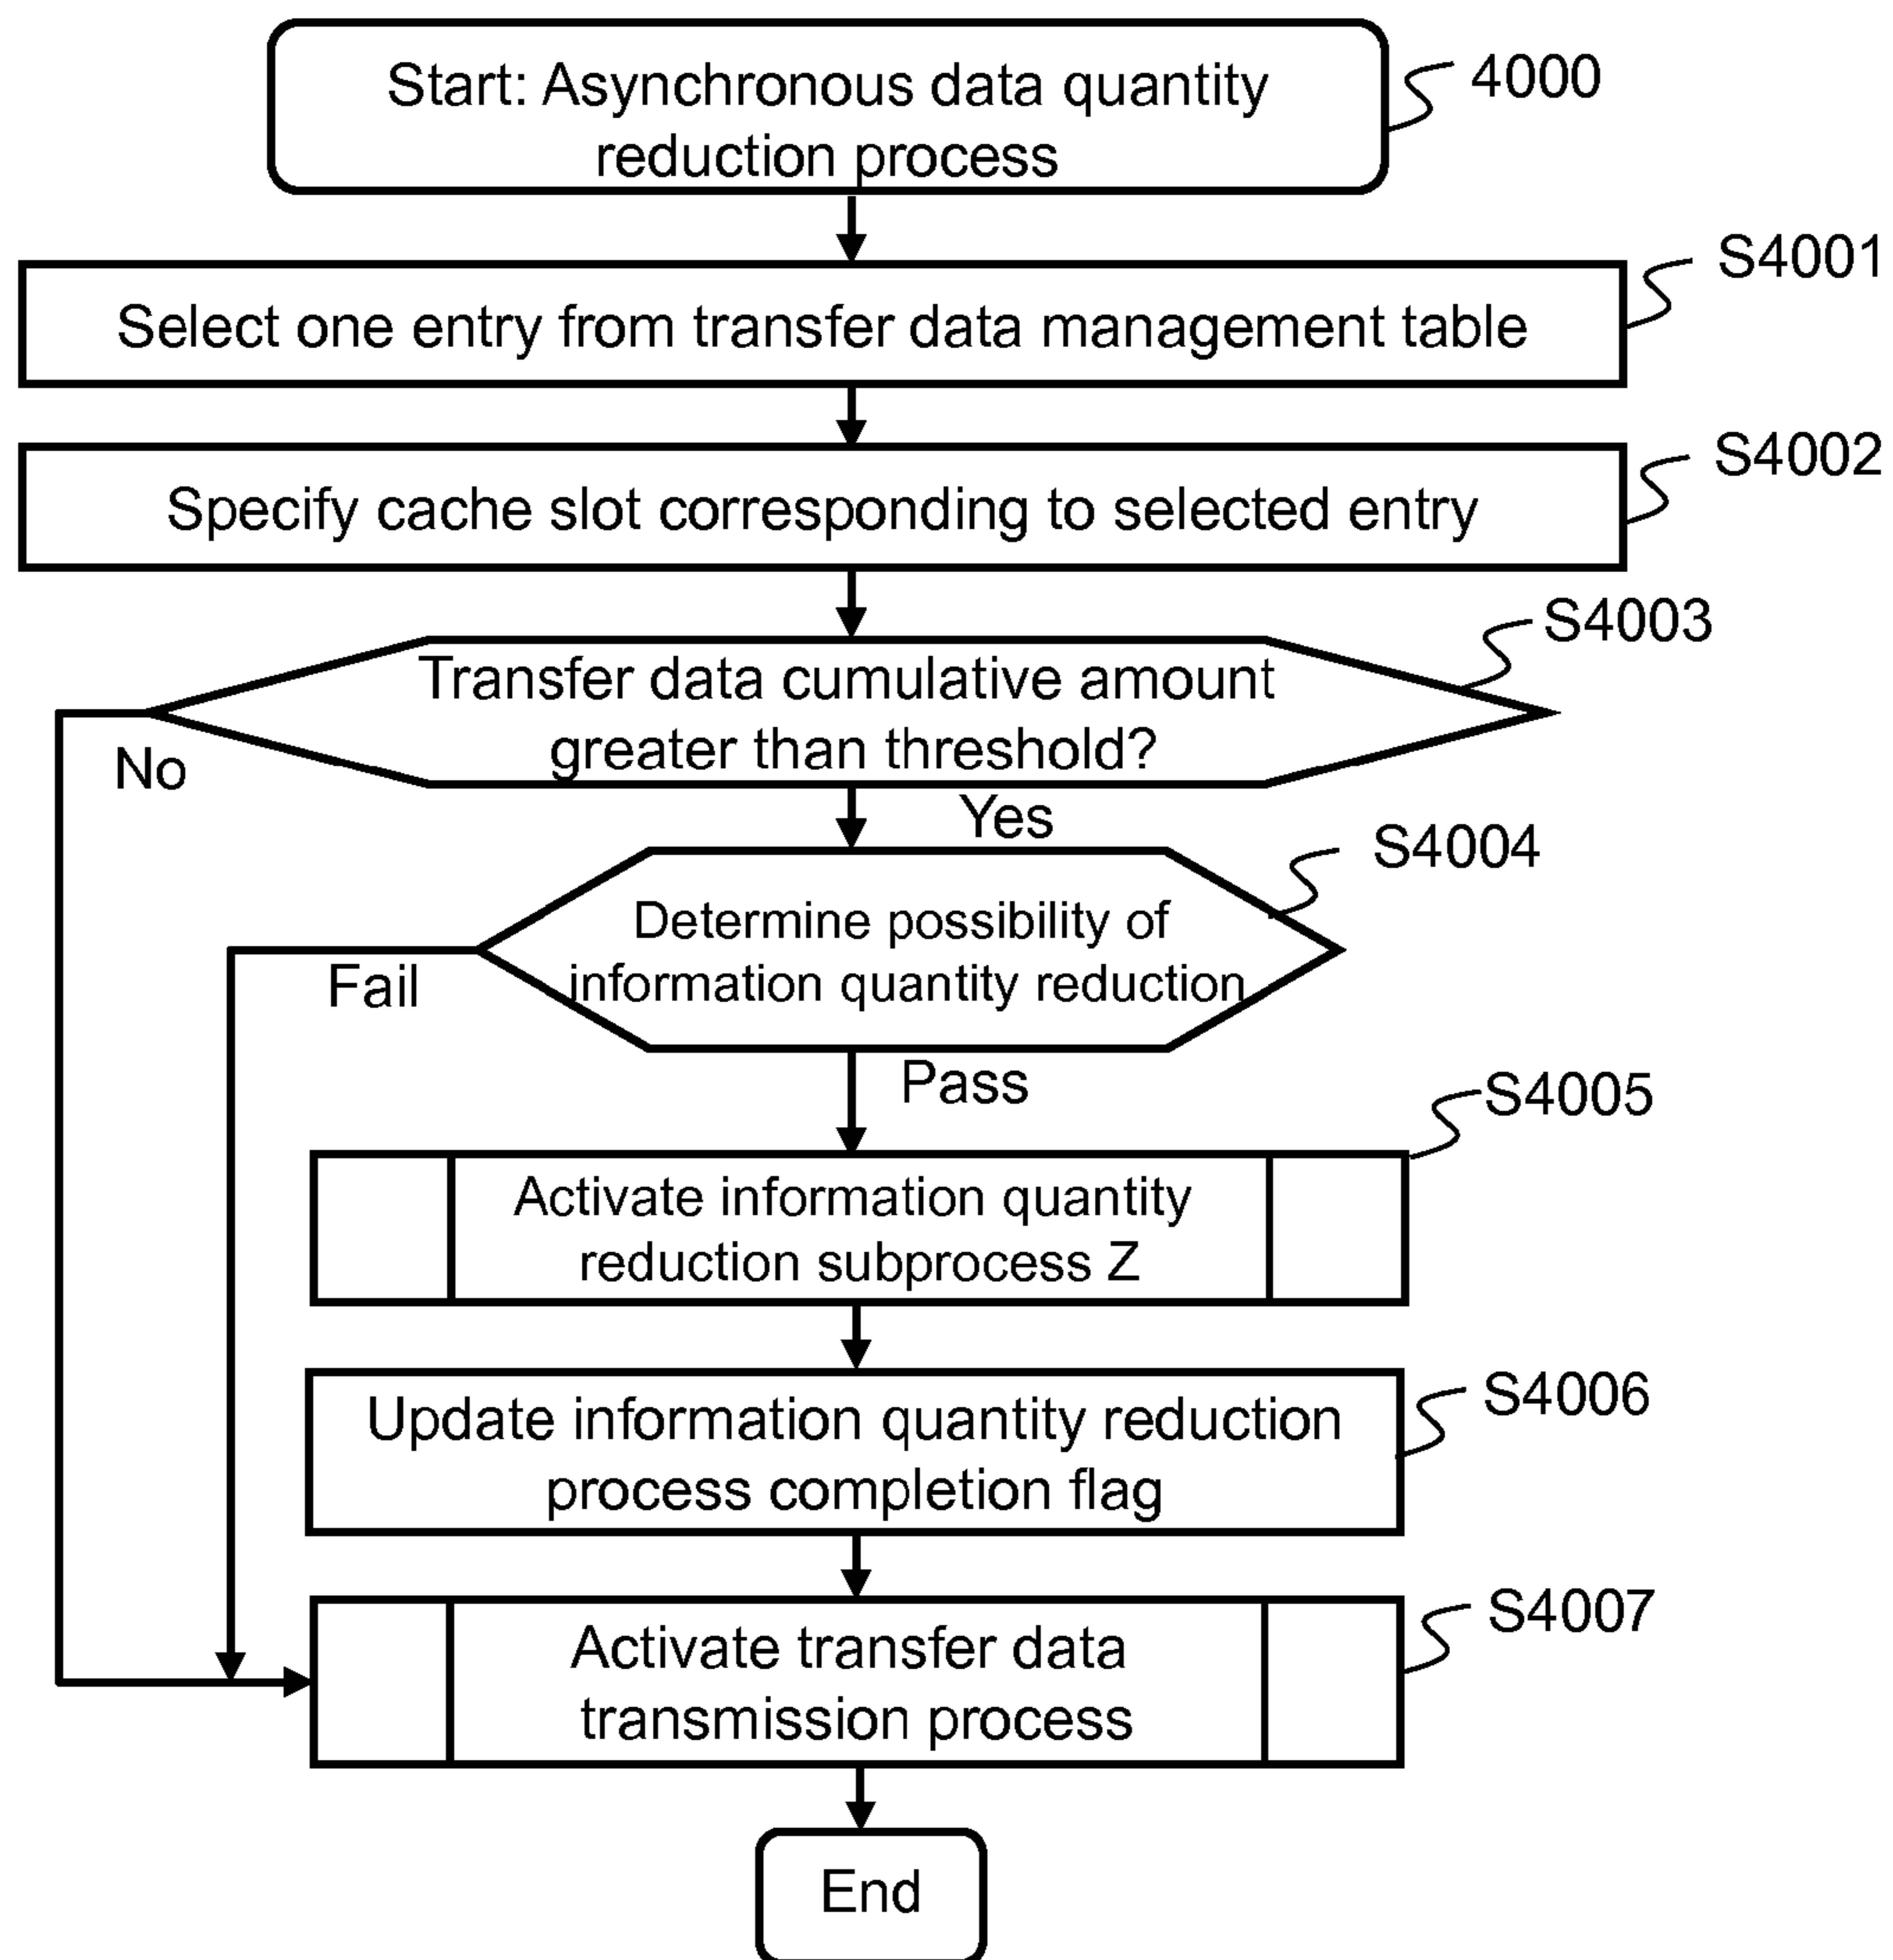 Start: Asynchronous data quantity
reduction process
4000
S4001
Select one entry from transfer data management table
S4002
Specify cache slot corresponding to selected entry
S4003
Transfer data cumulative amount
greater than threshold?
No
Yes
S4004
Determine possibility of
information quantity reduction
Fail
Pass
S4005
Activate information quantity
reduction subprocess Z
S4006
Update information quantity reduction
process completion flag
S4007
Activate transfer data
transmission process
End